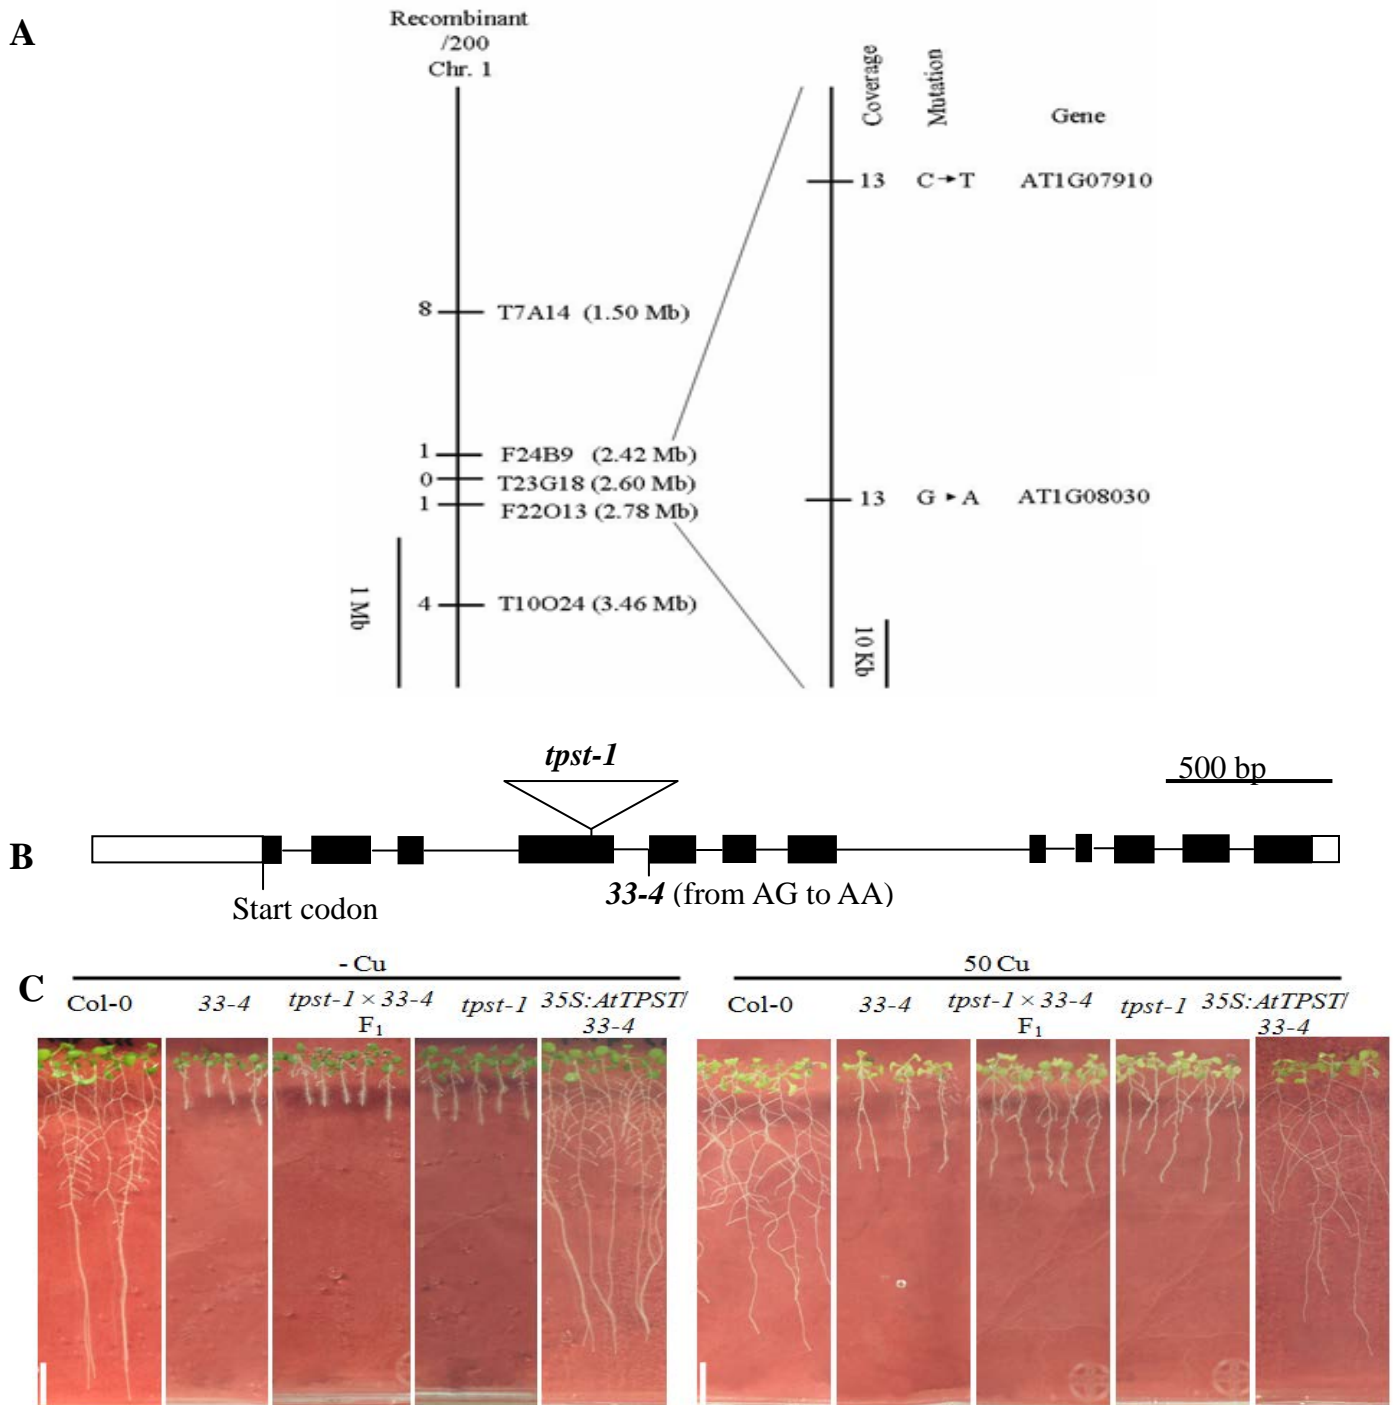 A
Recombinant
/200
Chr. 1
Coverage
Mutation
Gene
13 C→T AT1G07910
8 T7A14 (1.50 Mb)
1 F24B9 (2.42 Mb)
0 T23G18 (2.60 Mb)
1 F22O13 (2.78 Mb)
13 G→A AT1G08030
4 T10O24 (3.46 Mb)
1 Mb
10 Kb
B
tpst-1
500 bp
Start codon
33-4 (from AG to AA)
C
- Cu
Col-0 33-4 tpst-1 × 33-4 F1 tpst-1 35S:AtTPST/ 33-4
50 Cu
Col-0 33-4 tpst-1 × 33-4 F1 tpst-1 35S:AtTPST/ 33-4